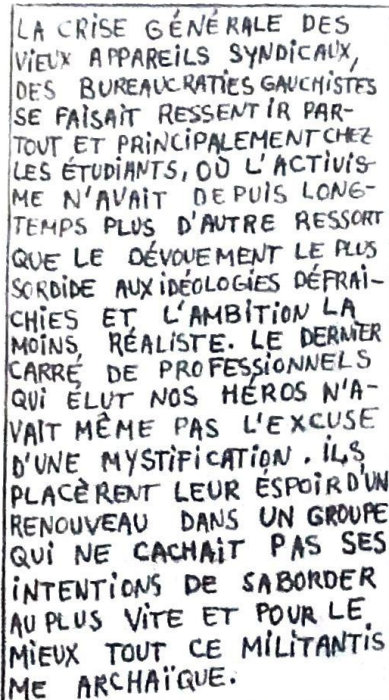 LA CRISE GÉNÉRALE DES
VIEUX APPAREILS SYNDICAUX,
DES BUREAUCRATIES GAUCHISTES
SE FAISAIT RESSENTIR PAR-
TOUT ET PRINCIPALEMENT CHEZ
LES ÉTUDIANTS, OÙ L'ACTIVIS-
ME N'AVAIT DEPUIS LONG-
TEMPS PLUS D'AUTRE RESSORT
QUE LE DÉVOUEMENT LE PLUS
SORDIDE AUX IDÉOLOGIES DÉFRAI-
CHIES ET L'AMBITION LA
MOINS RÉALISTE. LE DERNIER
CARRÉ DE PROFESSIONNELS
QUI ÉLUT NOS HÉROS N'A-
VAIT MÊME PAS L'EXCUSE
D'UNE MYSTIFICATION. ILS
PLACÈRENT LEUR ESPOIR D'UN
RENOUVEAU DANS UN GROUPE
QUI NE CACHAIT PAS SES
INTENTIONS DE SABORDER
AU PLUS VITE ET POUR LE
MIEUX TOUT CE MILITANTIS
ME ARCHAÏQUE.